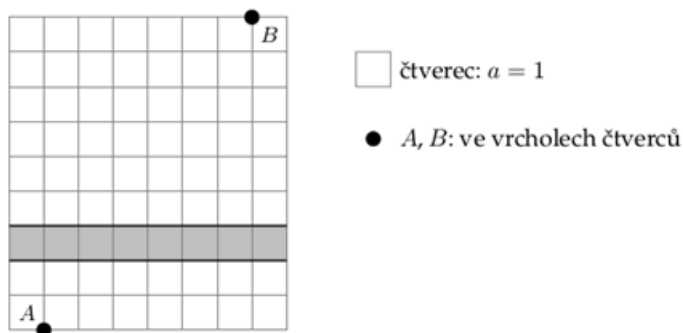 B
čtverec: a = 1
A, B: ve vrcholech čtverců
A